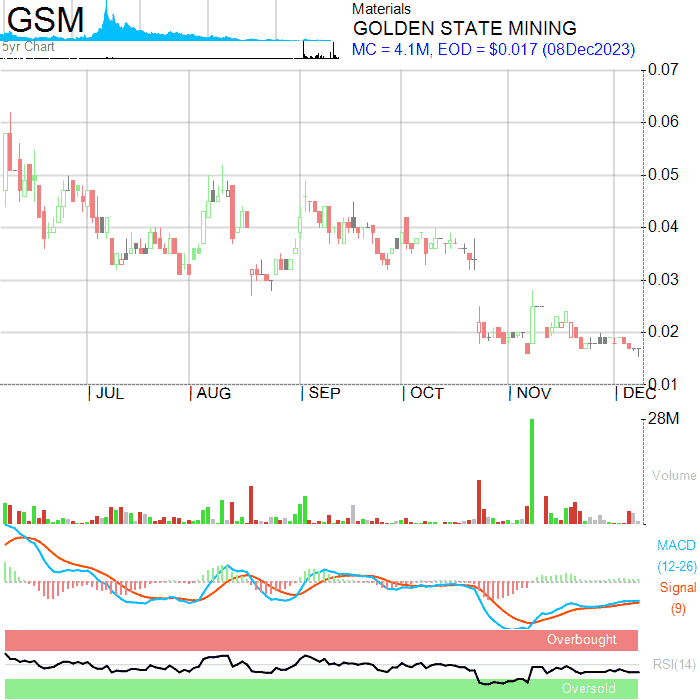 GSM
5yr Chart
Materials
GOLDEN STATE MINING
MC = 4.1M, EOD = $0.017 (08Dec2023)
0.07
0.06
0.05
0.04
0.03
0.02
0.01
JUL
AUG
SEP
OCT
NOV
DEC
28M
Volume
MACD
(12-26)
Signal
(9)
Overbought
RSI(14)
Oversold